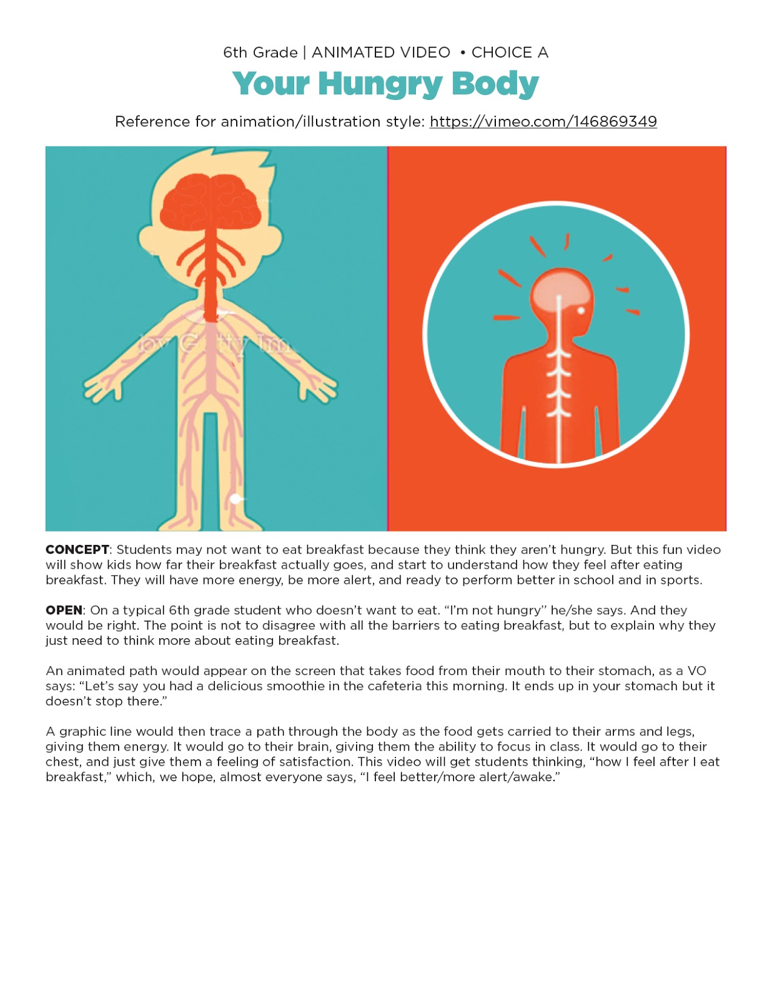 6th Grade | ANIMATED VIDEO • CHOICE A
Your Hungry Body
Reference for animation/illustration style: https://vimeo.com/146869349
by G tty Im
CONCEPT: Students may not want to eat breakfast because they think they aren’t hungry. But this fun video
will show kids how far their breakfast actually goes, and start to understand how they feel after eating
breakfast. They will have more energy, be more alert, and ready to perform better in school and in sports.
OPEN: On a typical 6th grade student who doesn’t want to eat. “I’m not hungry” he/she says. And they
would be right. The point is not to disagree with all the barriers to eating breakfast, but to explain why they
just need to think more about eating breakfast.
An animated path would appear on the screen that takes food from their mouth to their stomach, as a VO
says: “Let’s say you had a delicious smoothie in the cafeteria this morning. It ends up in your stomach but it
doesn’t stop there.”
A graphic line would then trace a path through the body as the food gets carried to their arms and legs,
giving them energy. It would go to their brain, giving them the ability to focus in class. It would go to their
chest, and just give them a feeling of satisfaction. This video will get students thinking, “how I feel after I eat
breakfast,” which, we hope, almost everyone says, “I feel better/more alert/awake.”